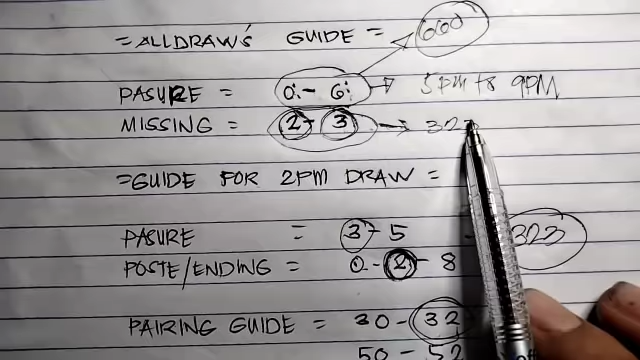 =ALLDRAW'S GUIDE = 600
PASURE = 0:- 6: → 5PM to 9PM
MISSING = 2 - 3 → 323
=GUIDE FOR 2PM DRAW =
PASURE = 3 - 5 323
POSTE/ENDING = 0 - 2 - 8
PAIRING GUIDE = 30 - 32
50 - 52